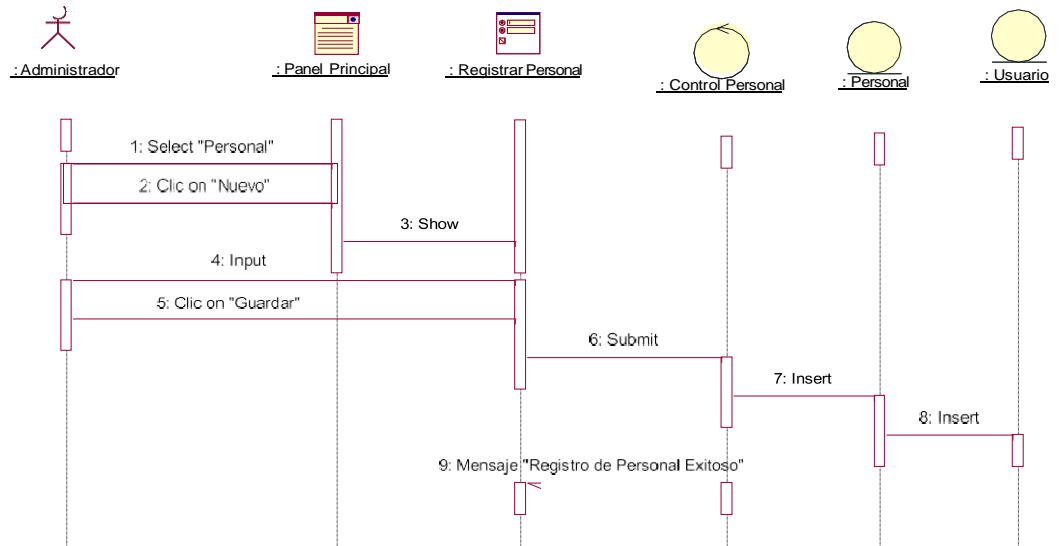 : Administrador
: Panel Principal
: Registrar Personal
: Control Personal
: Personal
: Usuario
1: Select "Personal"
2: Clic on "Nuevo"
3: Show
4: Input
5: Clic on "Guardar"
6: Submit
7: Insert
8: Insert
9: Mensaje "Registro de Personal Exitoso"